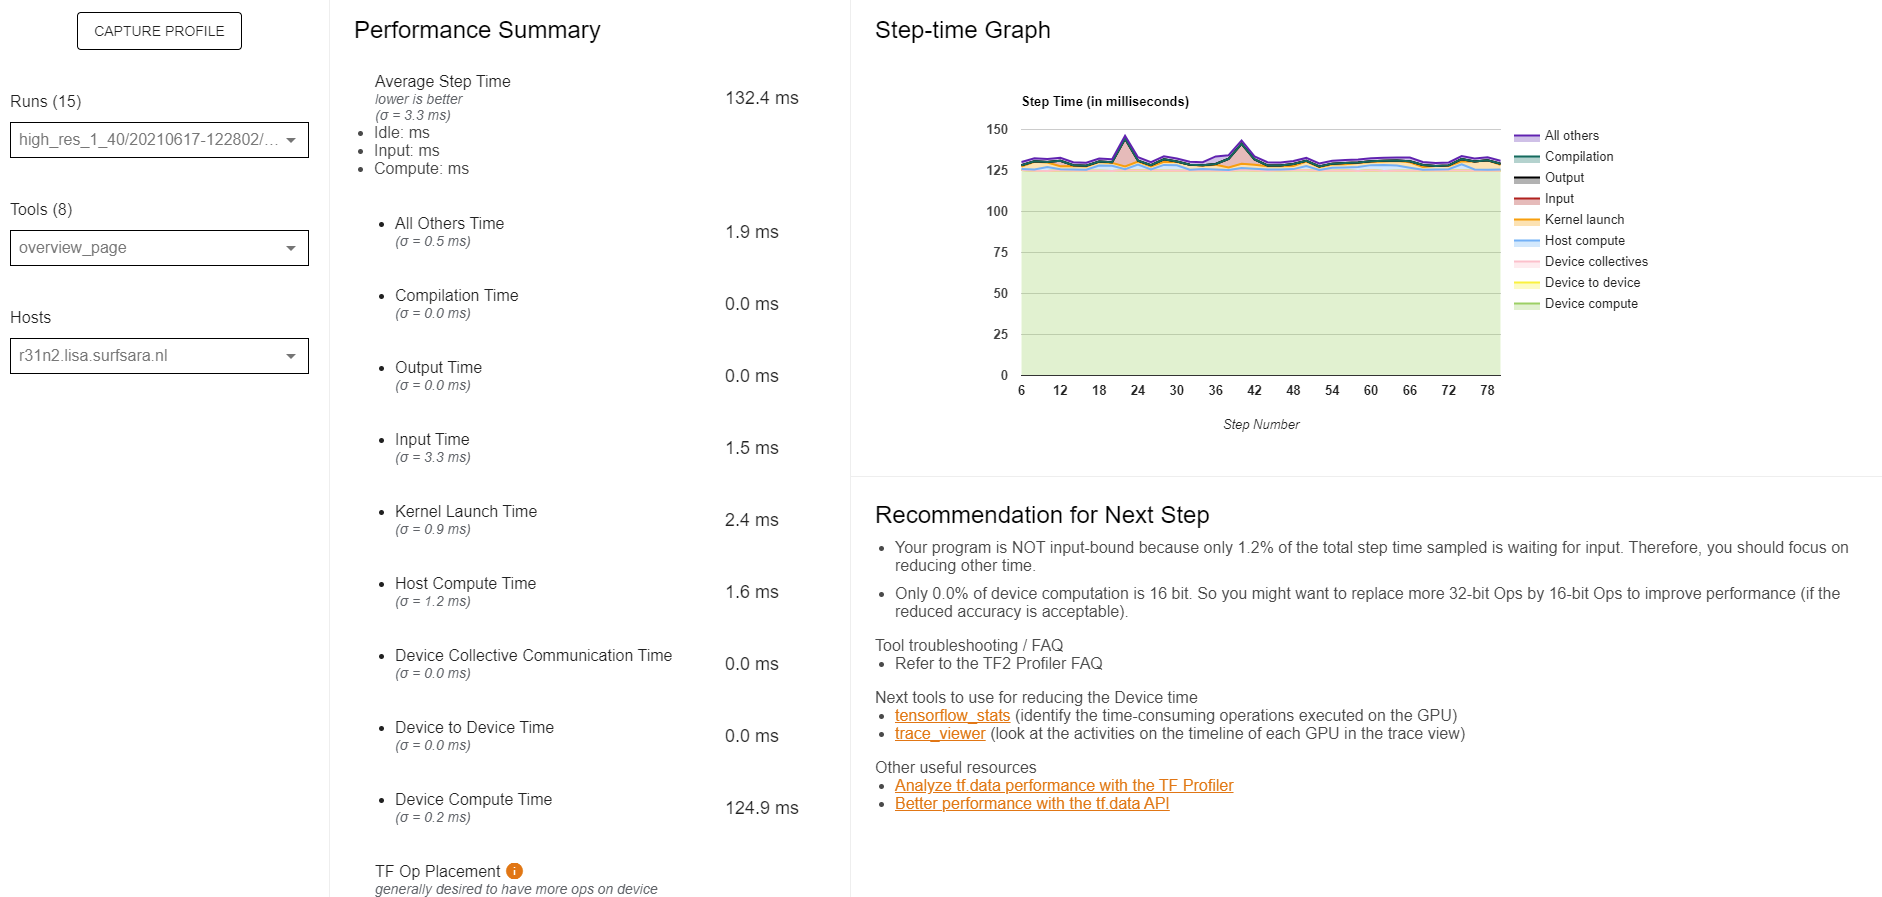 CAPTURE PROFILE
Runs (15)
high_res_1_40/20210617-122802/...
Tools (8)
overview_page
Hosts
r31n2.lisa.surfsara.nl
Performance Summary
Average Step Time
lower is better
(σ = 3.3 ms)
132.4 ms
Idle: ms
Input: ms
Compute: ms
All Others Time
(σ = 0.5 ms)
1.9 ms
Compilation Time
(σ = 0.0 ms)
0.0 ms
Output Time
(σ = 0.0 ms)
0.0 ms
Input Time
(σ = 3.3 ms)
1.5 ms
Kernel Launch Time
(σ = 0.9 ms)
2.4 ms
Host Compute Time
(σ = 1.2 ms)
1.6 ms
Device Collective Communication Time
(σ = 0.0 ms)
0.0 ms
Device to Device Time
(σ = 0.0 ms)
0.0 ms
Device Compute Time
(σ = 0.2 ms)
124.9 ms
TF Op Placement
generally desired to have more ops on device
Step-time Graph
Step Time (in milliseconds)
150
125
100
75
50
25
0
6 12 18 24 30 36 42 48 54 60 66 72 78
Step Number
All others
Compilation
Output
Input
Kernel launch
Host compute
Device collectives
Device to device
Device compute
Recommendation for Next Step
Your program is NOT input-bound because only 1.2% of the total step time sampled is waiting for input. Therefore, you should focus on
reducing other time.
Only 0.0% of device computation is 16 bit. So you might want to replace more 32-bit Ops by 16-bit Ops to improve performance (if the
reduced accuracy is acceptable).
Tool troubleshooting / FAQ
Refer to the TF2 Profiler FAQ
Next tools to use for reducing the Device time
tensorflow_stats (identify the time-consuming operations executed on the GPU)
trace_viewer (look at the activities on the timeline of each GPU in the trace view)
Other useful resources
Analyze tf.data performance with the TF Profiler
Better performance with the tf.data API